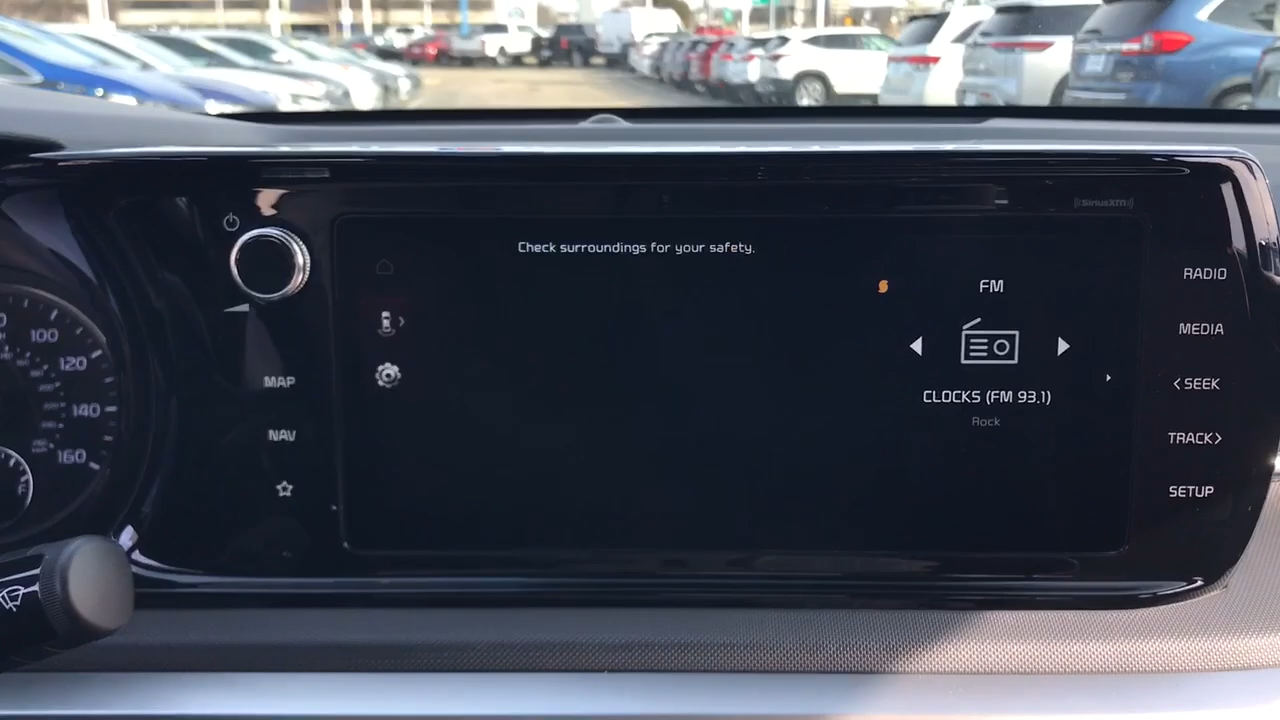 SiriusXM
Check surroundings for your safety.
RADIO
FM
MEDIA
100
120
MAP
< SEEK
CLOCKS (FM 93.1)
140
Rock
NAV
TRACK>
160
SETUP
F